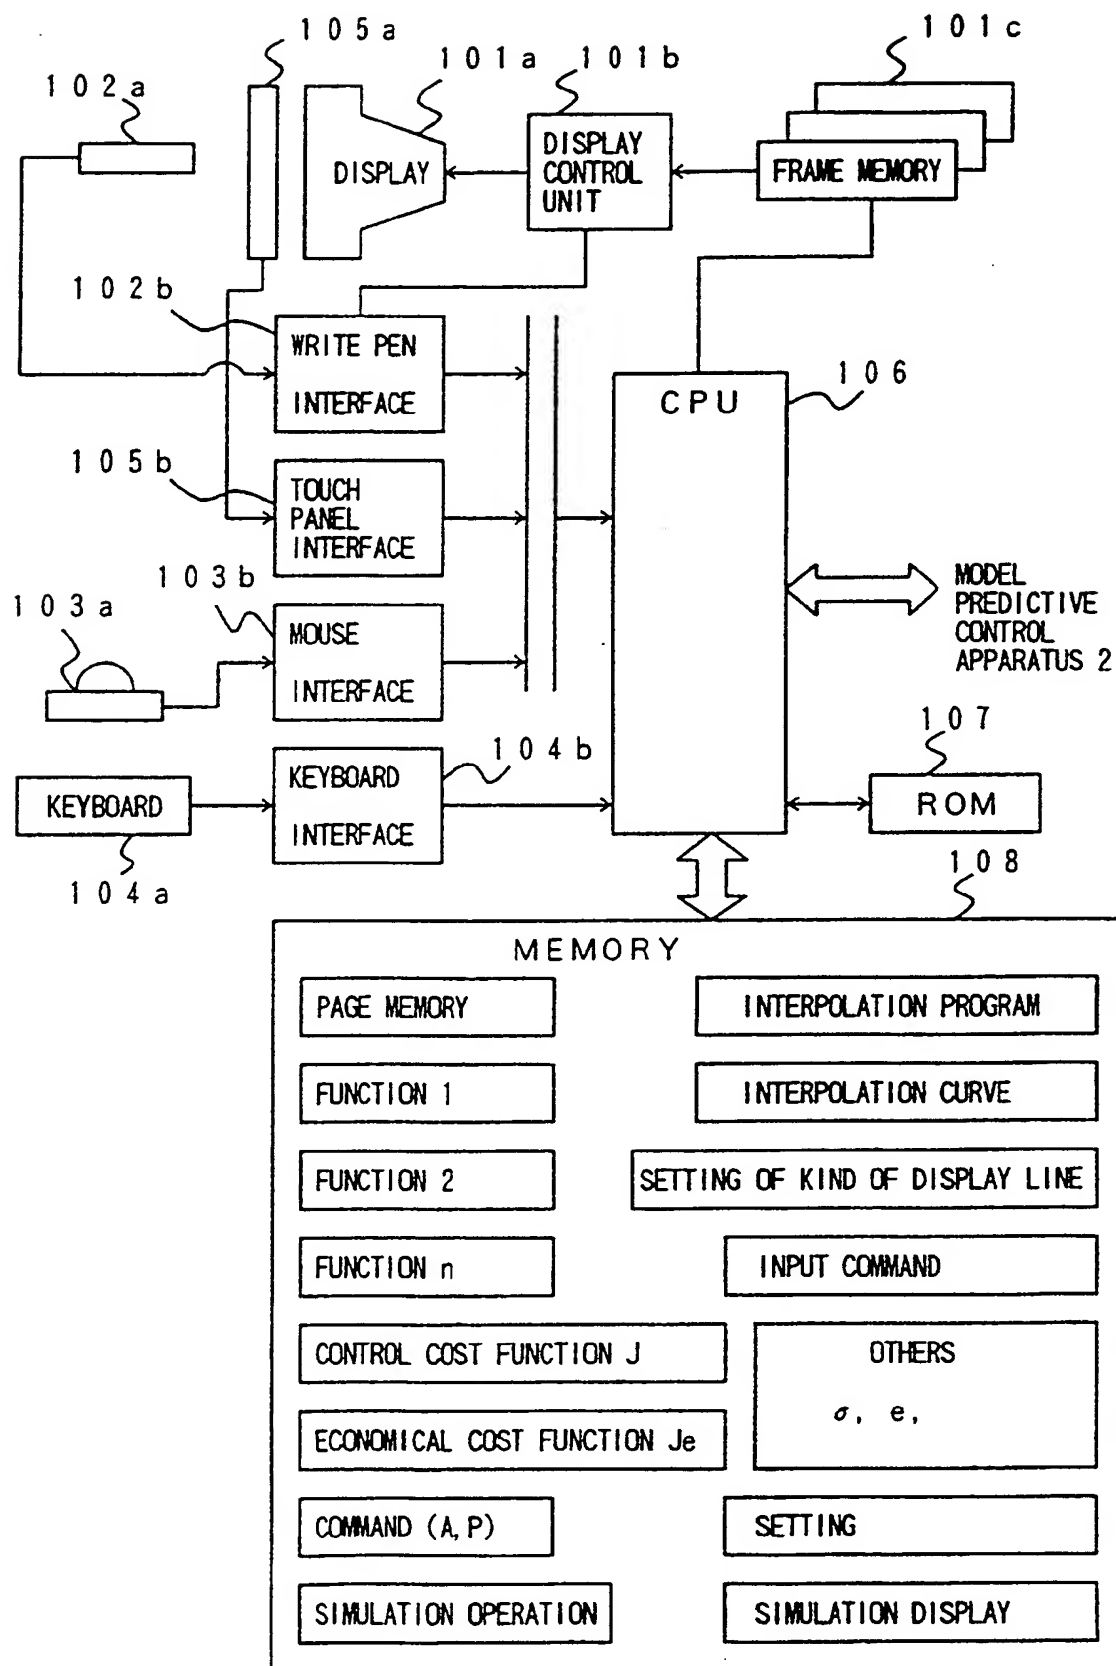 105a
101c
101a
101b
102a
DISPLAY
DISPLAY
CONTROL
UNIT
FRAME MEMORY
102b
WRITE PEN
INTERFACE
CPU
106
105b
TOUCH
PANEL
INTERFACE
103b
MODEL
PREDICTIVE
CONTROL
APPARATUS 2
103a
MOUSE
INTERFACE
107
104b
KEYBOARD
KEYBOARD
INTERFACE
ROM
104a
108
MEMORY
PAGE MEMORY
INTERPOLATION PROGRAM
FUNCTION 1
INTERPOLATION CURVE
FUNCTION 2
SETTING OF KIND OF DISPLAY LINE
FUNCTION n
INPUT COMMAND
CONTROL COST FUNCTION J
OTHERS
σ, e,
ECONOMICAL COST FUNCTION Je
COMMAND (A, P)
SETTING
SIMULATION OPERATION
SIMULATION DISPLAY